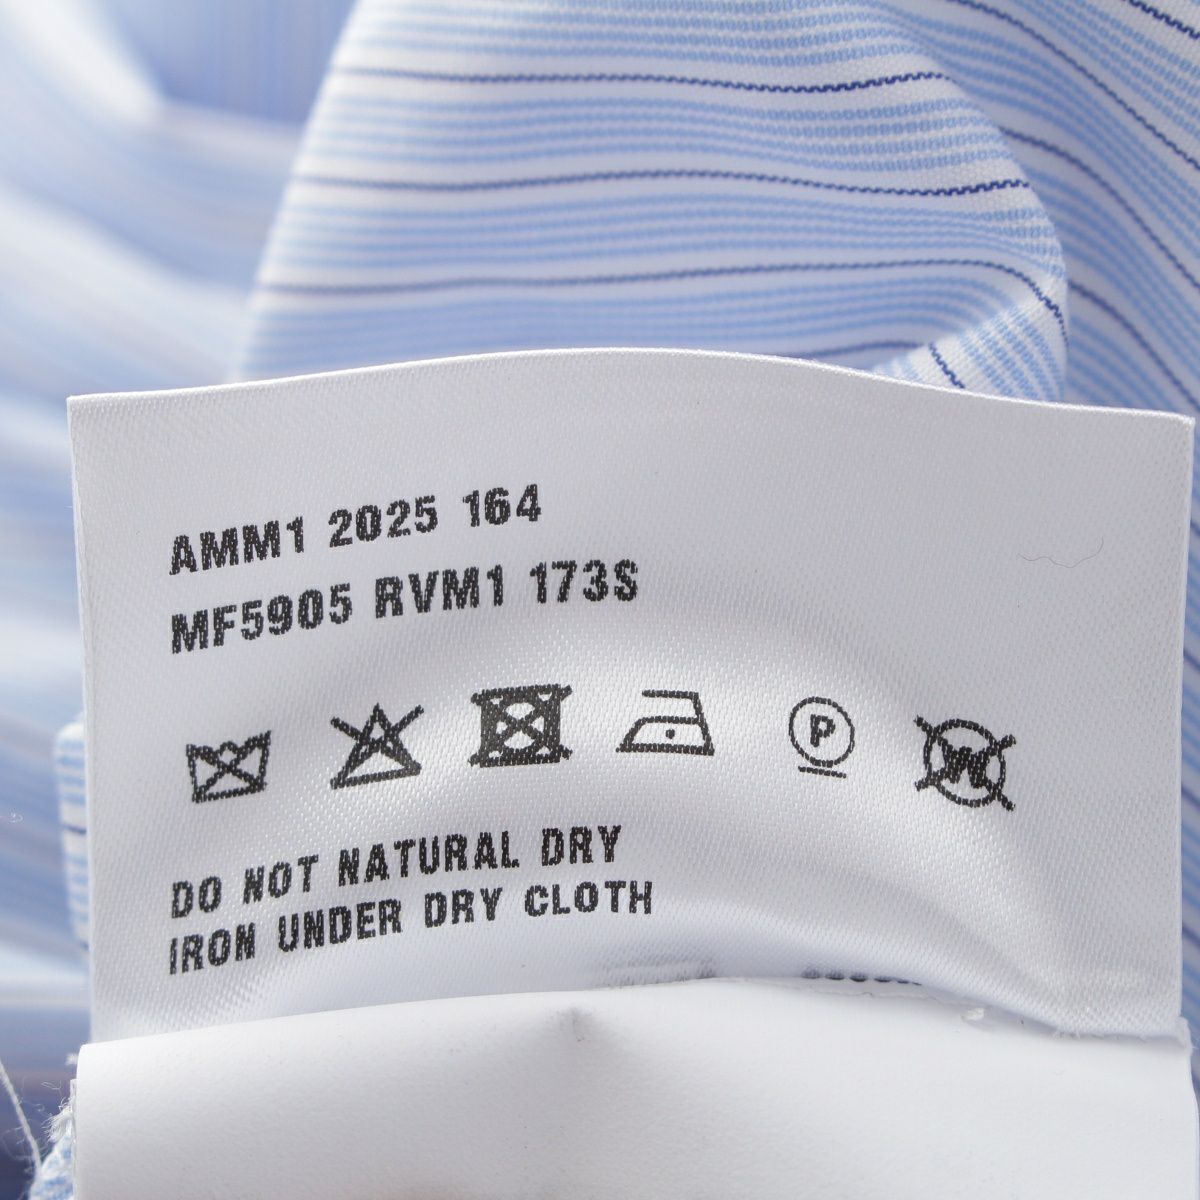 AMM1 2025 164
MF5905 RVM1 173S
P W
DO NOT NATURAL DRY
IRON UNDER DRY CLOTH